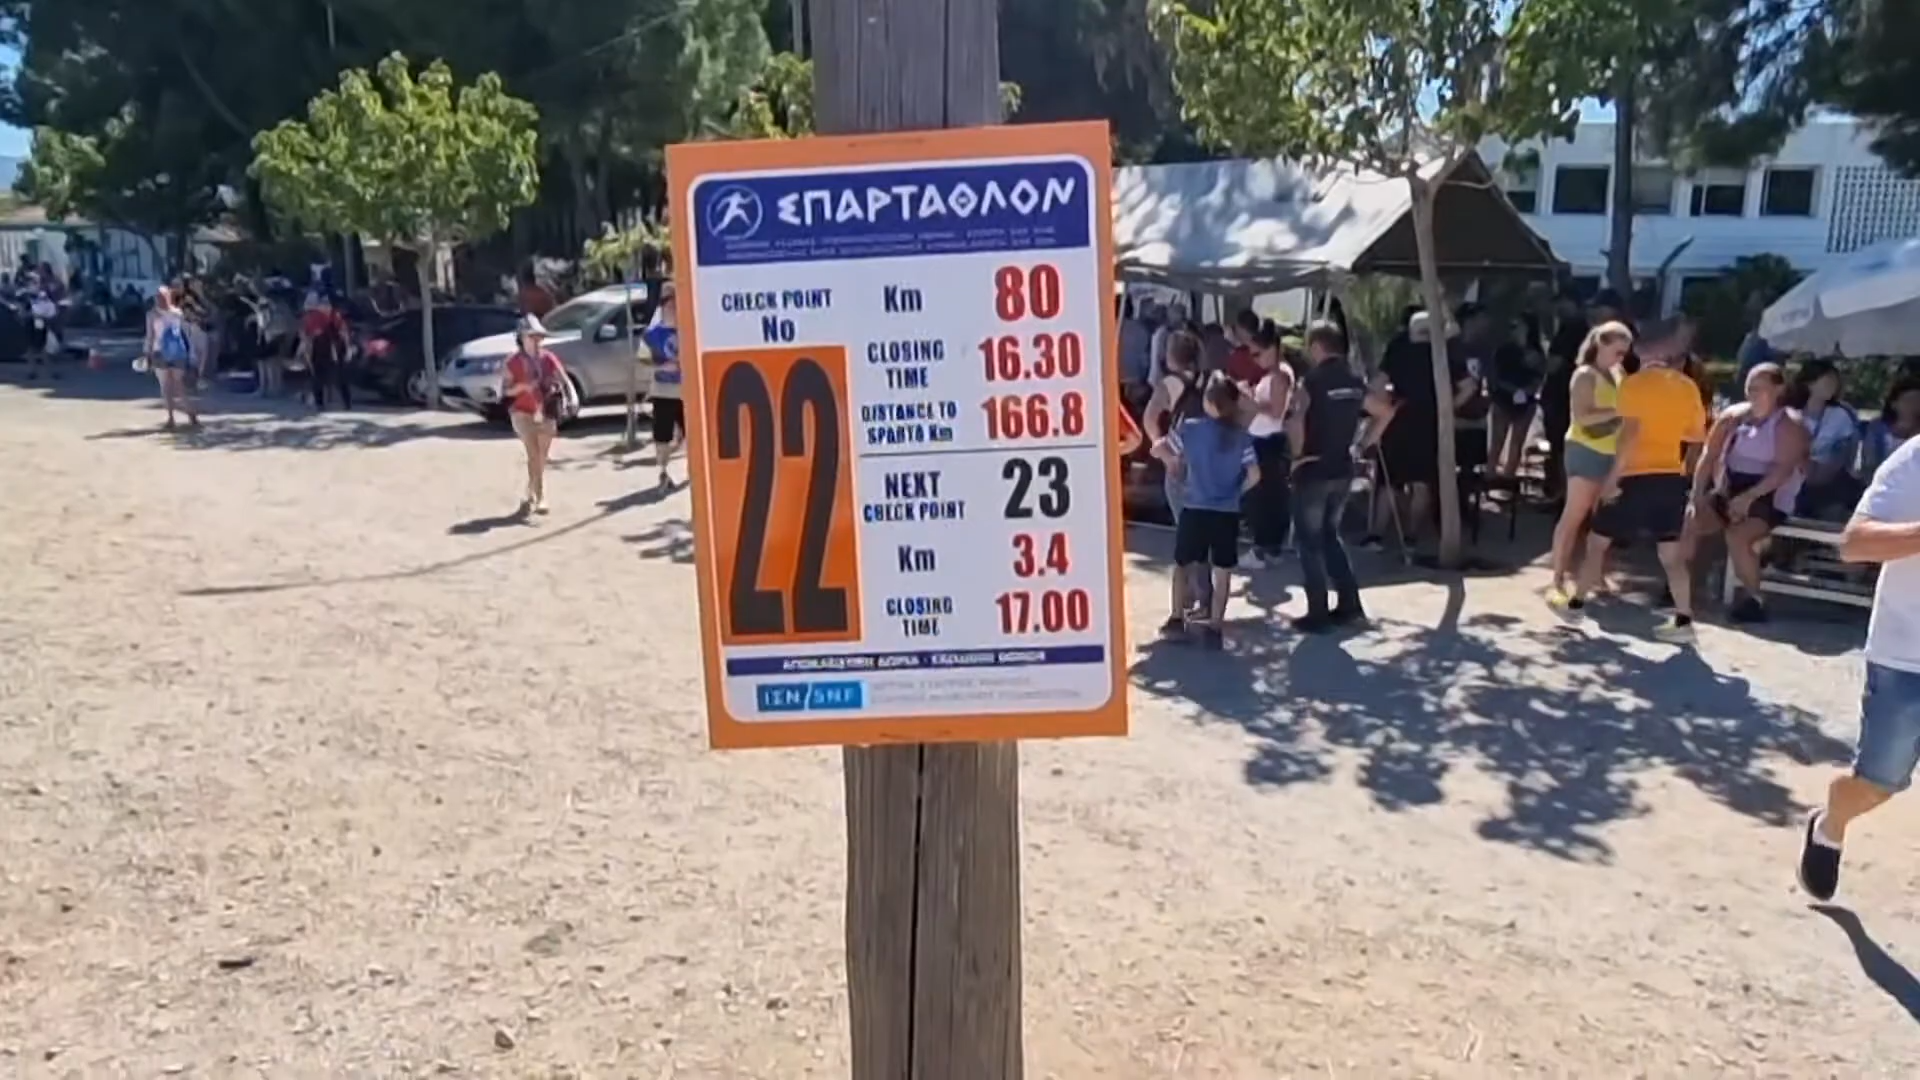 ΣΠΑΡΤΑΘΛΟΝ
CHECK POINT
No
22
Km 80
CLOSING
TIME 16.30
DISTANCE TO
SPARTA Km 166.8
NEXT
CHECK POINT 23
Km 3.4
CLOSING
TIME 17.00
ΙΣΝ/SNF